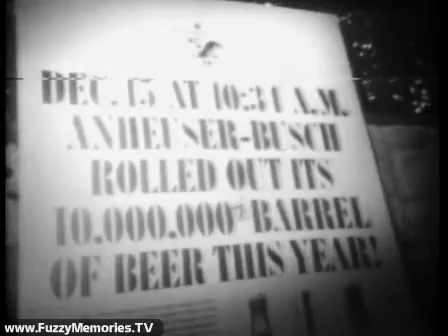 DEC. 15 AT 10:34 A.M.
ANHEUSER-BUSCH
ROLLED OUT ITS
10,000,000th BARREL
OF BEER THIS YEAR!
www.FuzzyMemories.TV